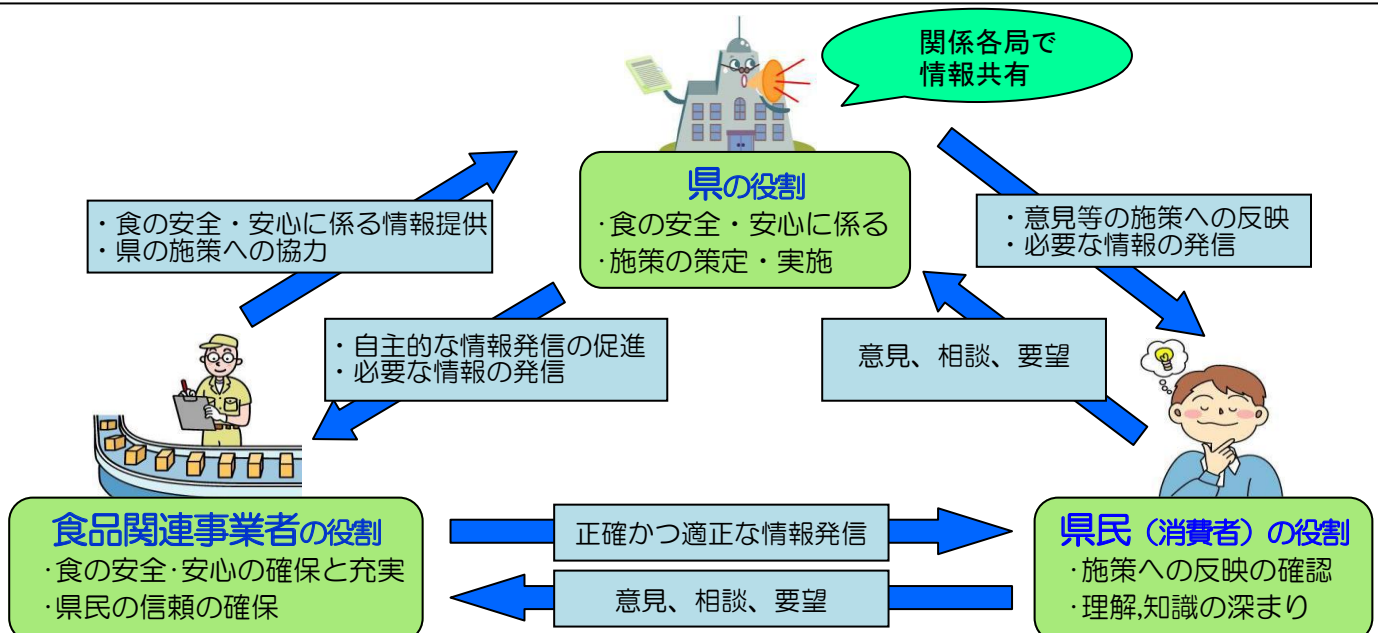 関係各局で
情報共有
県の役割
・食の安全・安心に係る
・施策の策定・実施
・食の安全・安心に係る情報提供
・県の施策への協力
・意見等の施策への反映
・必要な情報の発信
・自主的な情報発信の促進
・必要な情報の発信
意見、相談、要望
食品関連事業者の役割
・食の安全・安心の確保と充実
・県民の信頼の確保
正確かつ適正な情報発信
意見、相談、要望
県民（消費者）の役割
・施策への反映の確認
・理解,知識の深まり